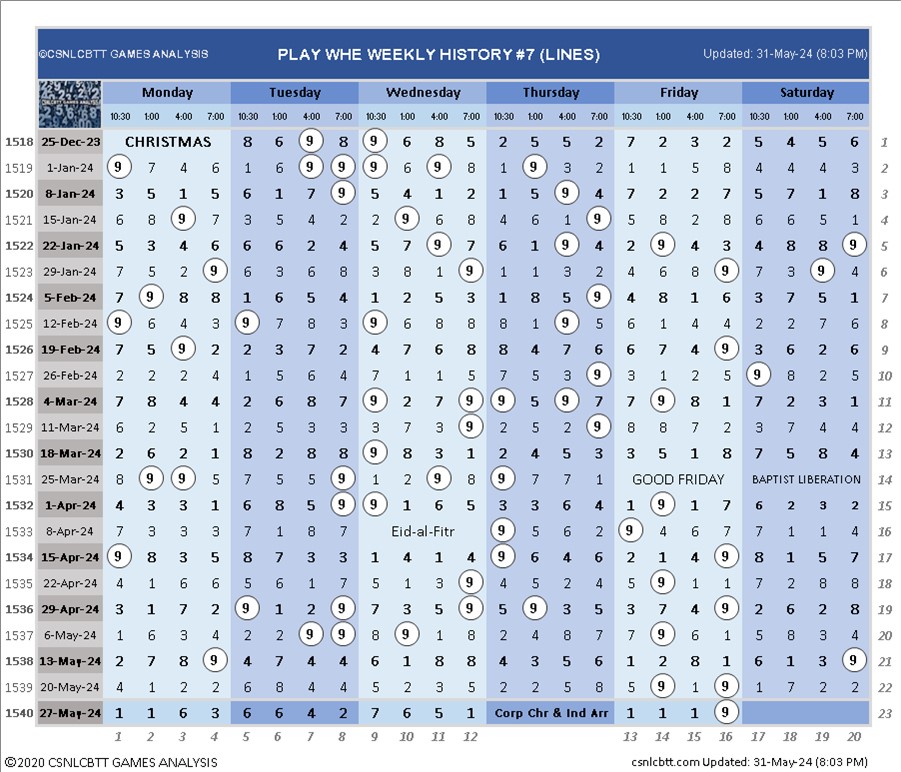 ©CSNLCBTT GAMES ANALYSIS PLAY WHE WEEKLY HISTORY #7 (LINES) Updated: 31-May-24 (8:03 PM)
Monday Tuesday Wednesday Thursday Friday Saturday
10:30 1:00 4:00 7:00 10:30 1:00 4:00 7:00 10:30 1:00 4:00 7:00 10:30 1:00 4:00 7:00 10:30 1:00 4:00 7:00 10:30 1:00 4:00 7:00
1518 25-Dec-23 CHRISTMAS 8 6 9 8 9 6 8 5 2 5 5 2 7 2 3 2 5 4 5 6 1
1519 1-Jan-24 9 7 4 6 1 6 9 9 9 6 9 8 1 9 3 2 1 1 5 8 4 4 4 3 2
1520 8-Jan-24 3 5 1 5 6 1 7 9 5 4 1 2 1 5 9 4 7 2 2 7 5 7 1 8 3
1521 15-Jan-24 6 8 9 7 3 5 4 2 2 9 6 8 4 6 1 9 5 8 2 8 6 6 5 1 4
1522 22-Jan-24 5 3 4 6 6 6 2 4 5 7 9 7 6 1 9 4 2 9 4 3 4 8 8 9 5
1523 29-Jan-24 7 5 2 9 6 3 6 8 3 8 1 9 1 1 3 2 4 6 8 9 7 3 9 4 6
1524 5-Feb-24 7 9 8 8 1 6 5 4 1 2 5 3 1 8 5 9 4 8 1 6 3 7 5 1 7
1525 12-Feb-24 9 6 4 3 9 7 8 3 9 6 8 8 8 1 9 5 6 1 4 4 2 2 7 6 8
1526 19-Feb-24 7 5 9 2 2 3 7 2 4 7 6 8 8 4 7 6 6 7 4 9 3 6 2 6 9
1527 26-Feb-24 2 2 2 4 1 5 6 4 7 1 1 5 7 5 3 9 3 1 2 5 9 8 2 5 10
1528 4-Mar-24 7 8 4 4 2 6 8 7 9 2 7 9 9 5 9 7 7 9 8 1 7 2 3 1 11
1529 11-Mar-24 6 2 5 1 2 5 3 3 3 7 3 9 7 2 5 9 8 8 7 2 3 7 4 4 12
1530 18-Mar-24 2 6 2 1 8 2 8 8 9 8 3 1 2 4 5 3 3 5 1 8 7 5 8 4 13
1531 25-Mar-24 8 9 9 5 7 5 5 9 1 2 9 8 9 7 7 1 GOOD FRIDAY BAPTIST LIBERATION 14
1532 1-Apr-24 4 3 3 1 6 8 5 9 9 1 6 5 3 3 6 4 1 9 1 7 6 2 3 2 15
1533 8-Apr-24 7 3 3 3 7 1 8 7 Eid-al-Fitr 9 5 6 2 9 4 6 7 7 1 1 4 16
1534 15-Apr-24 9 8 3 5 8 7 3 3 1 4 1 4 9 6 4 6 2 1 4 9 8 1 5 7 17
1535 22-Apr-24 4 1 6 6 5 6 1 7 5 1 3 9 4 5 2 4 5 9 1 1 7 2 8 8 18
1536 29-Apr-24 3 1 7 2 9 1 2 9 7 3 5 9 5 9 3 5 3 7 4 9 2 6 2 8 19
1537 6-May-24 1 6 3 4 2 2 9 9 8 9 1 8 2 4 8 7 7 9 6 1 5 8 3 4 20
1538 13-May-24 2 7 8 9 4 7 4 4 6 1 8 8 4 3 5 6 1 2 8 1 6 1 3 9 21
1539 20-May-24 4 1 2 2 6 8 4 4 5 2 3 5 2 2 5 8 5 9 1 9 1 7 2 2 22
1540 27-May-24 1 1 6 3 6 6 4 2 7 6 5 1 Corp Chr & Ind Arr 1 1 1 9 23
1 2 3 4 5 6 7 8 9 10 11 12 13 14 15 16 17 18 19 20
©2020 CSNLCBTT GAMES ANALYSIS csnlcbtt.com Updated: 31-May-24 (8:03 PM)